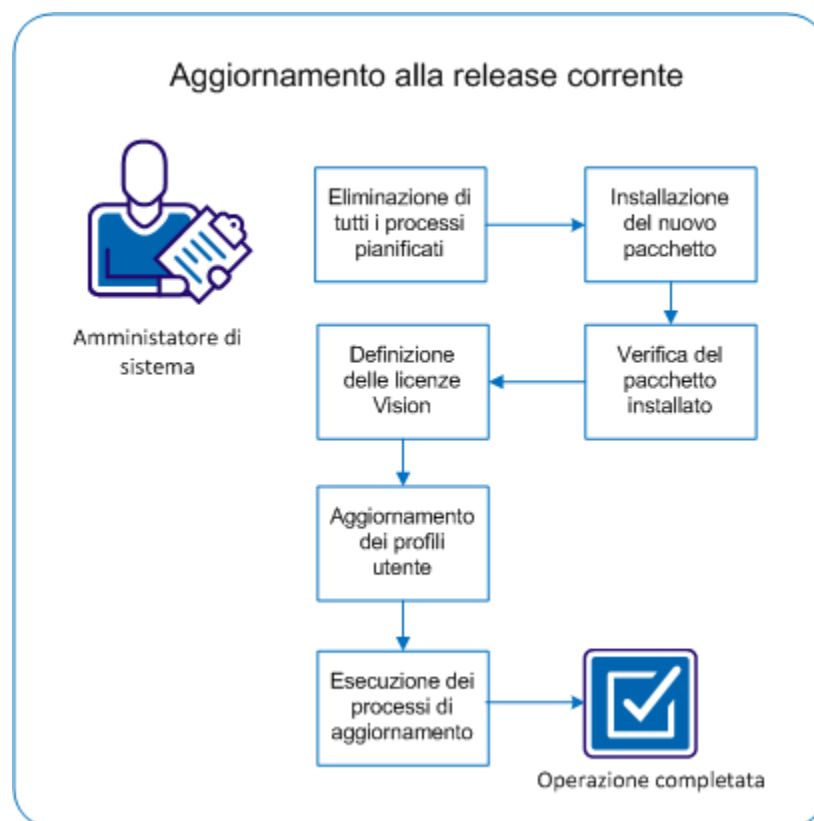 Aggiornamento alla release corrente
Amministatore di
sistema
Eliminazione di
tutti i processi
pianificati
Installazione
del nuovo
pacchetto
Verifica del
pacchetto
installato
Definizione
delle licenze
Vision
Aggiornamento
dei profili
utente
Esecuzione dei
processi di
aggiornamento
Operazione completata